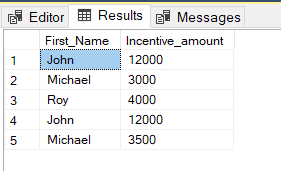 Editor Results Messages
First_Name Incentive_amount
1 John 12000
2 Michael 3000
3 Roy 4000
4 John 12000
5 Michael 3500